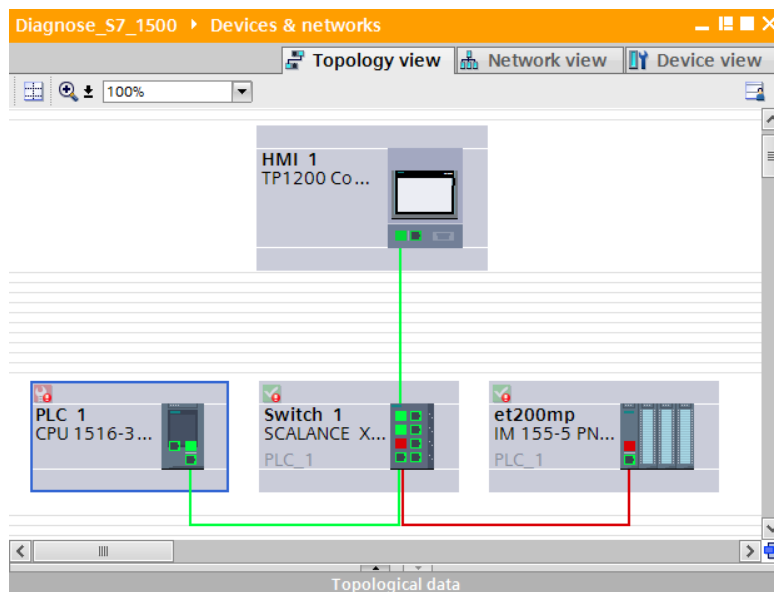 Diagnose_S7_1500 ▸ Devices & networks
Topology view Network view Device view
100%
HMI_1
TP1200 Co...
PLC_1
CPU 1516-3...
Switch_1
SCALANCE X...
PLC_1
et200mp
IM 155-5 PN...
PLC_1
Topological data